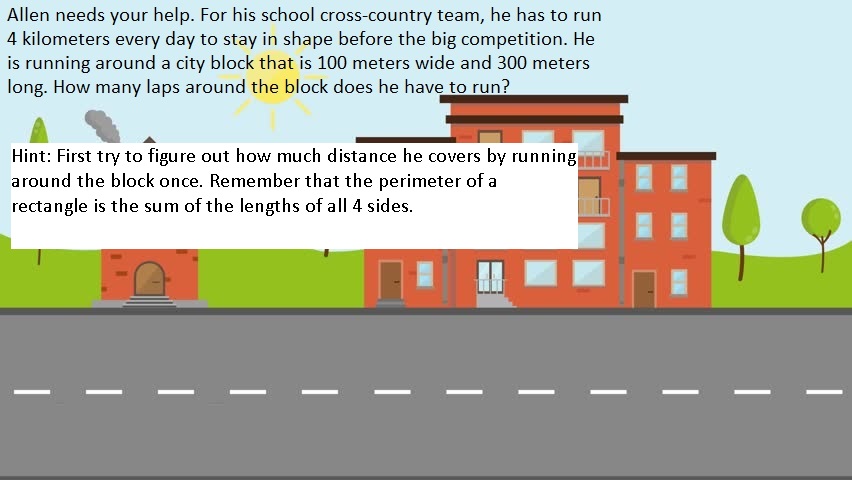 Allen needs your help. For his school cross-country team, he has to run
4 kilometers every day to stay in shape before the big competition. He
is running around a city block that is 100 meters wide and 300 meters
long. How many laps around the block does he have to run?
Hint: First try to figure out how much distance he covers by running
around the block once. Remember that the perimeter of a
rectangle is the sum of the lengths of all 4 sides.